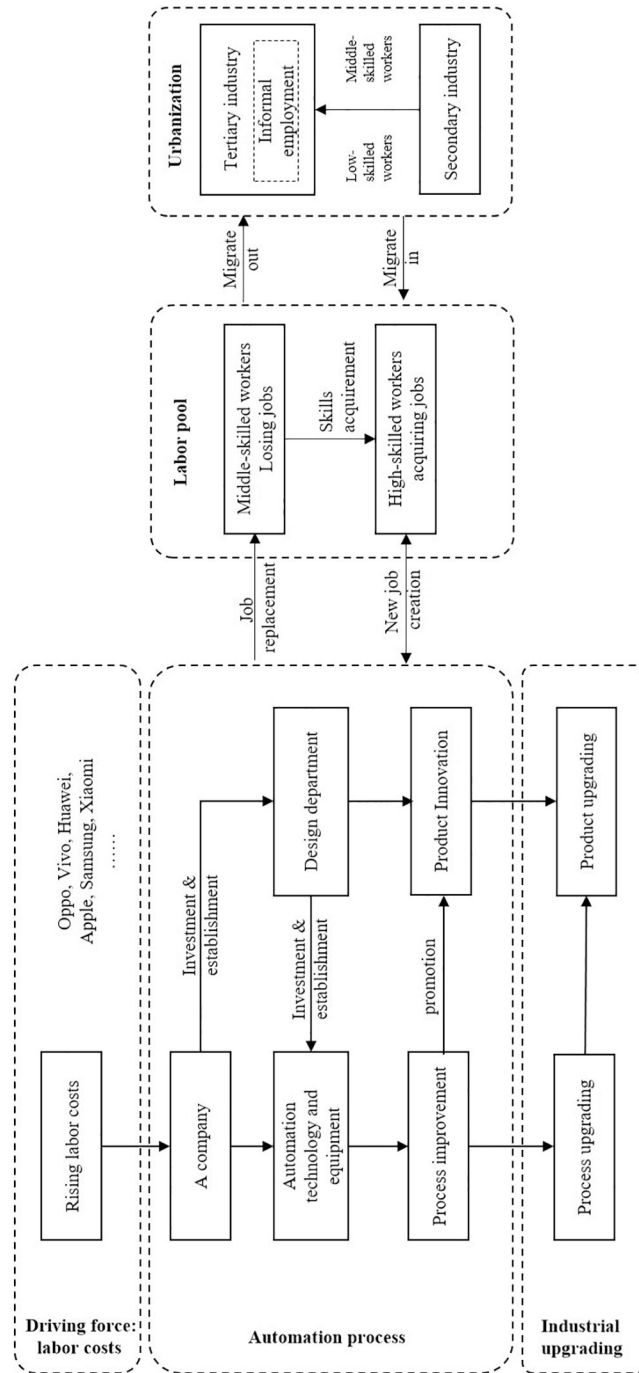 Driving force:
labor costs
Rising labor costs
Oppo, Vivo, Huawei,
Apple, Samsung, Xiaomi
……
Automation process
A company
Investment &
establishment
Automation
technology and
equipment
Investment &
establishment
Design department
Process improvement
promotion
Product Innovation
Industrial
upgrading
Process upgrading
Product upgrading
Job
replacement
New job
creation
Labor pool
Middle-skilled workers
Losing jobs
Skills
acquirement
High-skilled workers
acquiring jobs
Migrate
out
Migrate
in
Urbanization
Tertiary industry
Informal
employment
Low-
skilled
workers
Middle-
skilled
workers
Secondary industry